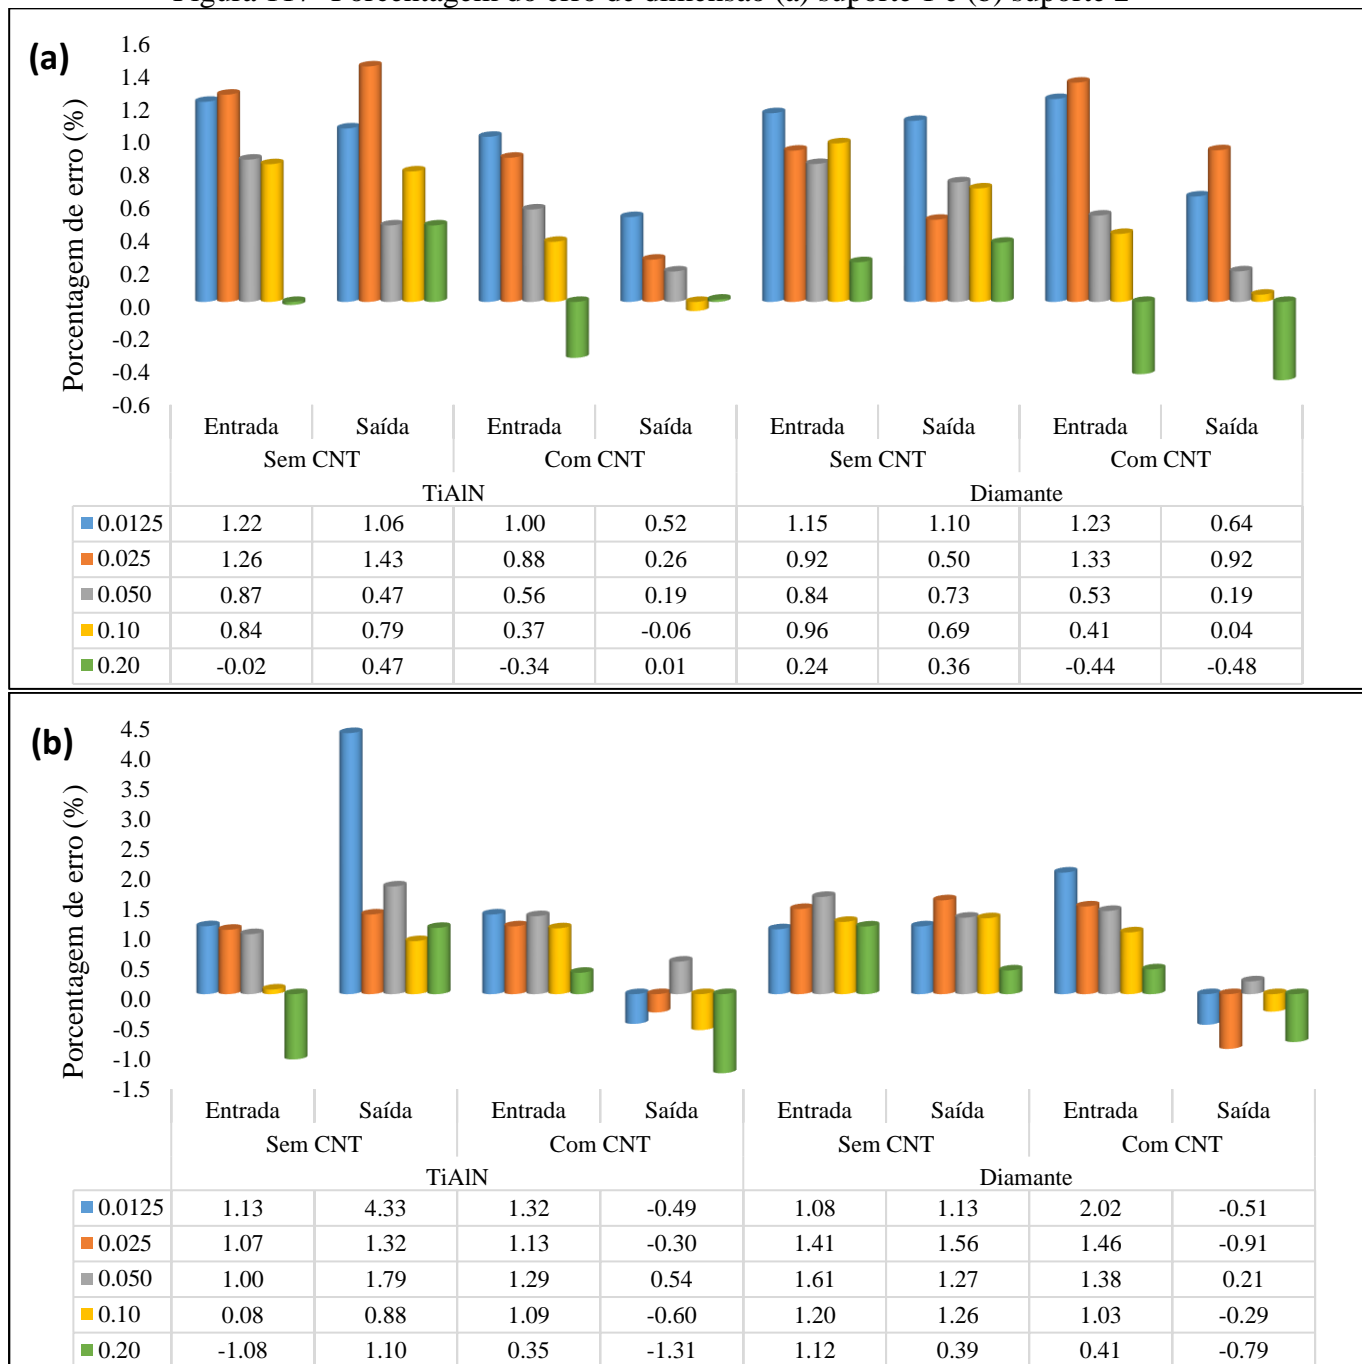 Figura 117- Porcentagem do erro de dimensão (a) suporte 1 e (b) suporte 2
(a)
Porcentagem de erro (%)
1.6
1.4
1.2
1.0
0.8
0.6
0.4
0.2
0.0
-0.2
-0.4
-0.6
Entrada Saída Entrada Saída Entrada Saída Entrada Saída
Sem CNT Com CNT Sem CNT Com CNT
TiAlN Diamante
0.0125 1.22 1.06 1.00 0.52 1.15 1.10 1.23 0.64
0.025 1.26 1.43 0.88 0.26 0.92 0.50 1.33 0.92
0.050 0.87 0.47 0.56 0.19 0.84 0.73 0.53 0.19
0.10 0.84 0.79 0.37 -0.06 0.96 0.69 0.41 0.04
0.20 -0.02 0.47 -0.34 0.01 0.24 0.36 -0.44 -0.48
(b)
Porcentagem de erro (%)
4.5
4.0
3.5
3.0
2.5
2.0
1.5
1.0
0.5
0.0
-0.5
-1.0
-1.5
Entrada Saída Entrada Saída Entrada Saída Entrada Saída
Sem CNT Com CNT Sem CNT Com CNT
TiAlN Diamante
0.0125 1.13 4.33 1.32 -0.49 1.08 1.13 2.02 -0.51
0.025 1.07 1.32 1.13 -0.30 1.41 1.56 1.46 -0.91
0.050 1.00 1.79 1.29 0.54 1.61 1.27 1.38 0.21
0.10 0.08 0.88 1.09 -0.60 1.20 1.26 1.03 -0.29
0.20 -1.08 1.10 0.35 -1.31 1.12 0.39 0.41 -0.79